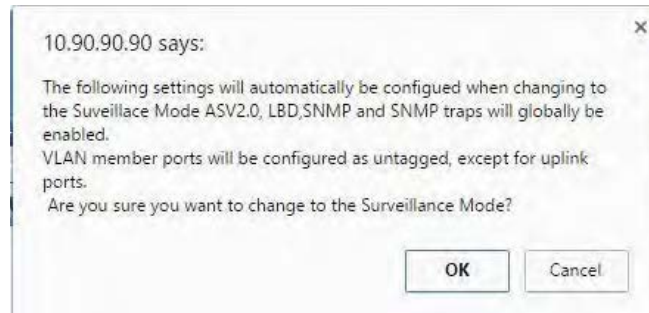 10.90.90.90 says:
The following settings will automatically be configued when changing to
the Suveillace Mode ASV2.0, LBD,SNMP and SNMP traps will globally be
enabled.
VLAN member ports will be configured as untagged, except for uplink
ports.
Are you sure you want to change to the Surveillance Mode?
OK
Cancel